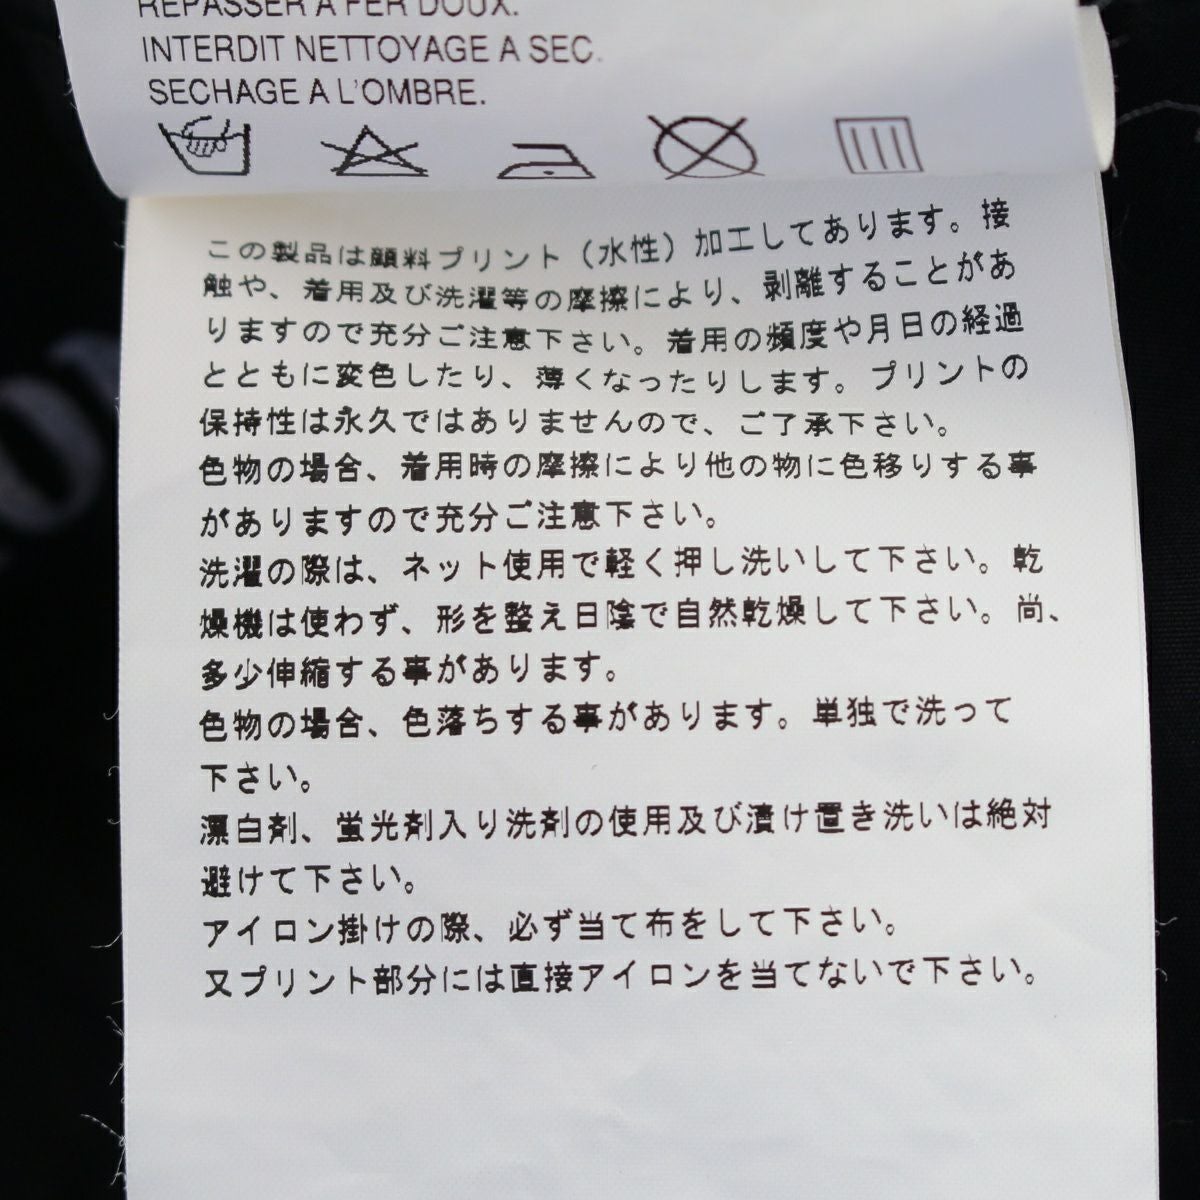 REPASSER A FER DOUX.
INTERDIT NETTOYAGE A SEC.
SECHAGE A L'OMBRE.
この製品は顔料プリント（水性）加工してあります。接
触や、着用及び洗濯等の摩擦により、剥離することがあ
りますので充分ご注意下さい。着用の頻度や月日の経過
とともに変色したり、薄くなったりします。プリントの
保持性は永久ではありませんので、ご了承下さい。
色物の場合、着用時の摩擦により他の物に色移りする事
がありますので充分ご注意下さい。
洗濯の際は、ネット使用で軽く押し洗いして下さい。乾
燥機は使わず、形を整え日陰で自然乾燥して下さい。尚、
多少伸縮する事があります。
色物の場合、色落ちする事があります。単独で洗って
下さい。
漂白剤、蛍光剤入り洗剤の使用及び漬け置き洗いは絶対
避けて下さい。
アイロン掛けの際、必ず当て布をして下さい。
又プリント部分には直接アイロンを当てないで下さい。